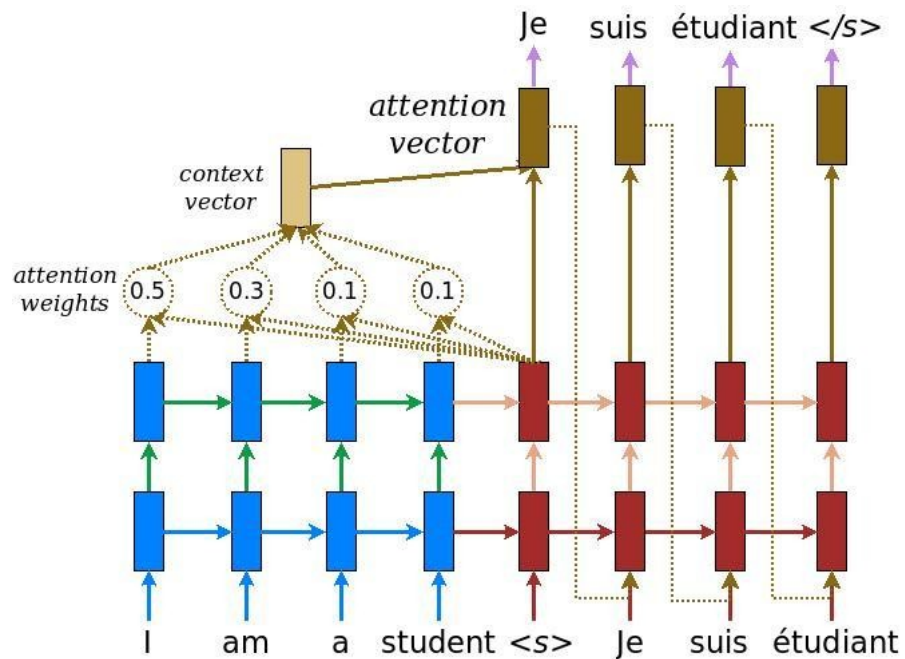 Je suis étudiant </s>
attention
vector
context
vector
attention
weights
0.5 0.3 0.1 0.1
I am a student <s> Je suis étudiant